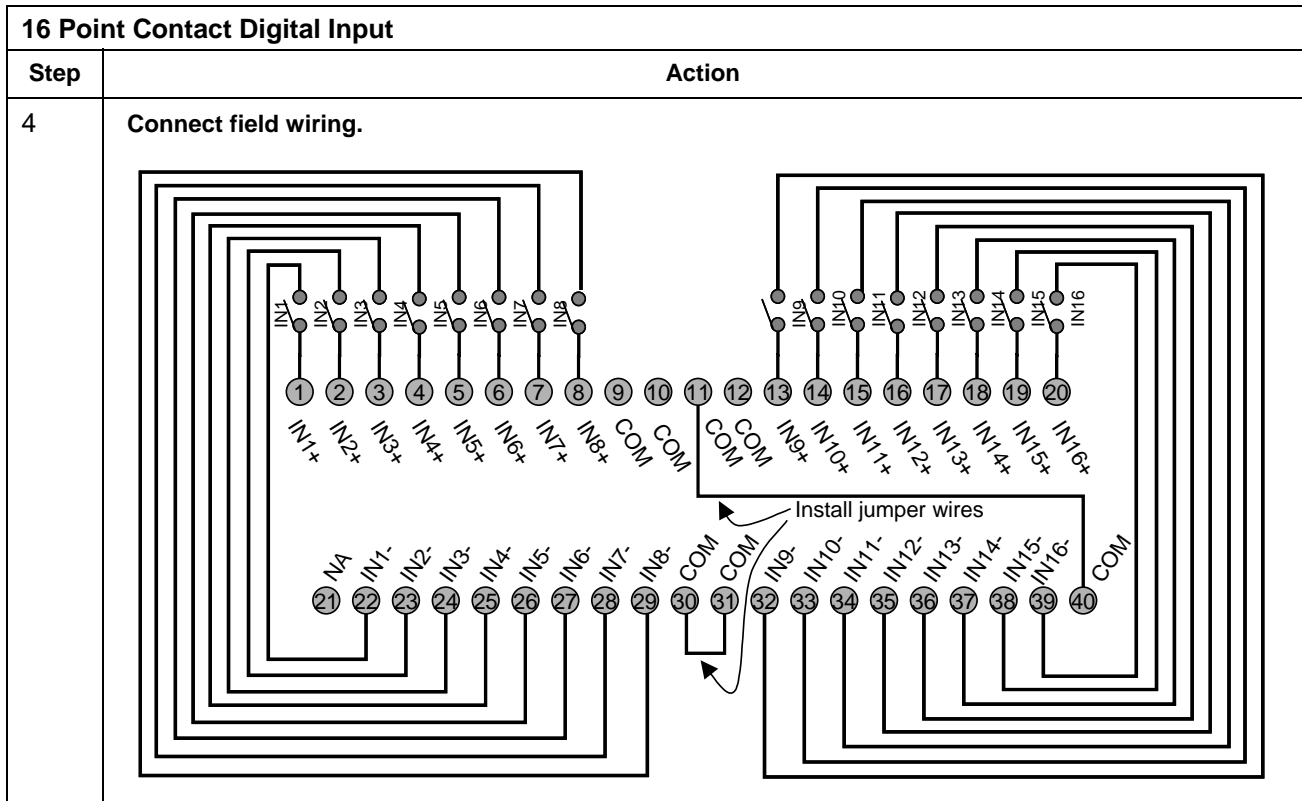 16 Point Contact Digital Input
Step Action
4 Connect field wiring.
IN1 IN2 IN3 IN4 IN5 IN6 IN7 IN8 IN9 IN10 IN11 IN12 IN13 IN14 IN15 IN16
1 2 3 4 5 6 7 8 9 10 11 12 13 14 15 16 17 18 19 20
IN1+ IN2+ IN3+ IN4+ IN5+ IN6+ IN7+ IN8+ COM COM COM COM IN9+ IN10+ IN11+ IN12+ IN13+ IN14+ IN15+ IN16+
Install jumper wires
NA IN1- IN2- IN3- IN4- IN5- IN6- IN7- IN8- COM COM IN9- IN10- IN11- IN12- IN13- IN14- IN15- IN16- COM
21 22 23 24 25 26 27 28 29 30 31 32 33 34 35 36 37 38 39 40